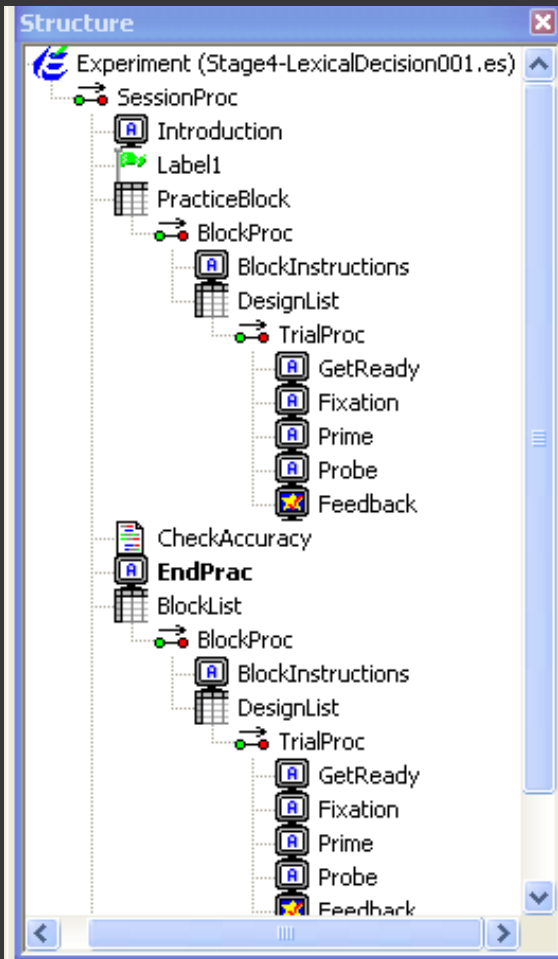 Structure
Experiment (Stage4-LexicalDecision001.es)
SessionProc
Introduction
Label1
PracticeBlock
BlockProc
BlockInstructions
DesignList
TrialProc
GetReady
Fixation
Prime
Probe
Feedback
CheckAccuracy
EndPrac
BlockList
BlockProc
BlockInstructions
DesignList
TrialProc
GetReady
Fixation
Prime
Probe
Feedback